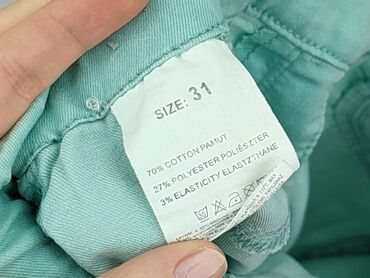 SIZE: 31
70% COTTON PAMUT
27% POLYESTER POLIÉSZTER
3% ELASTICITY ELASZTHANE